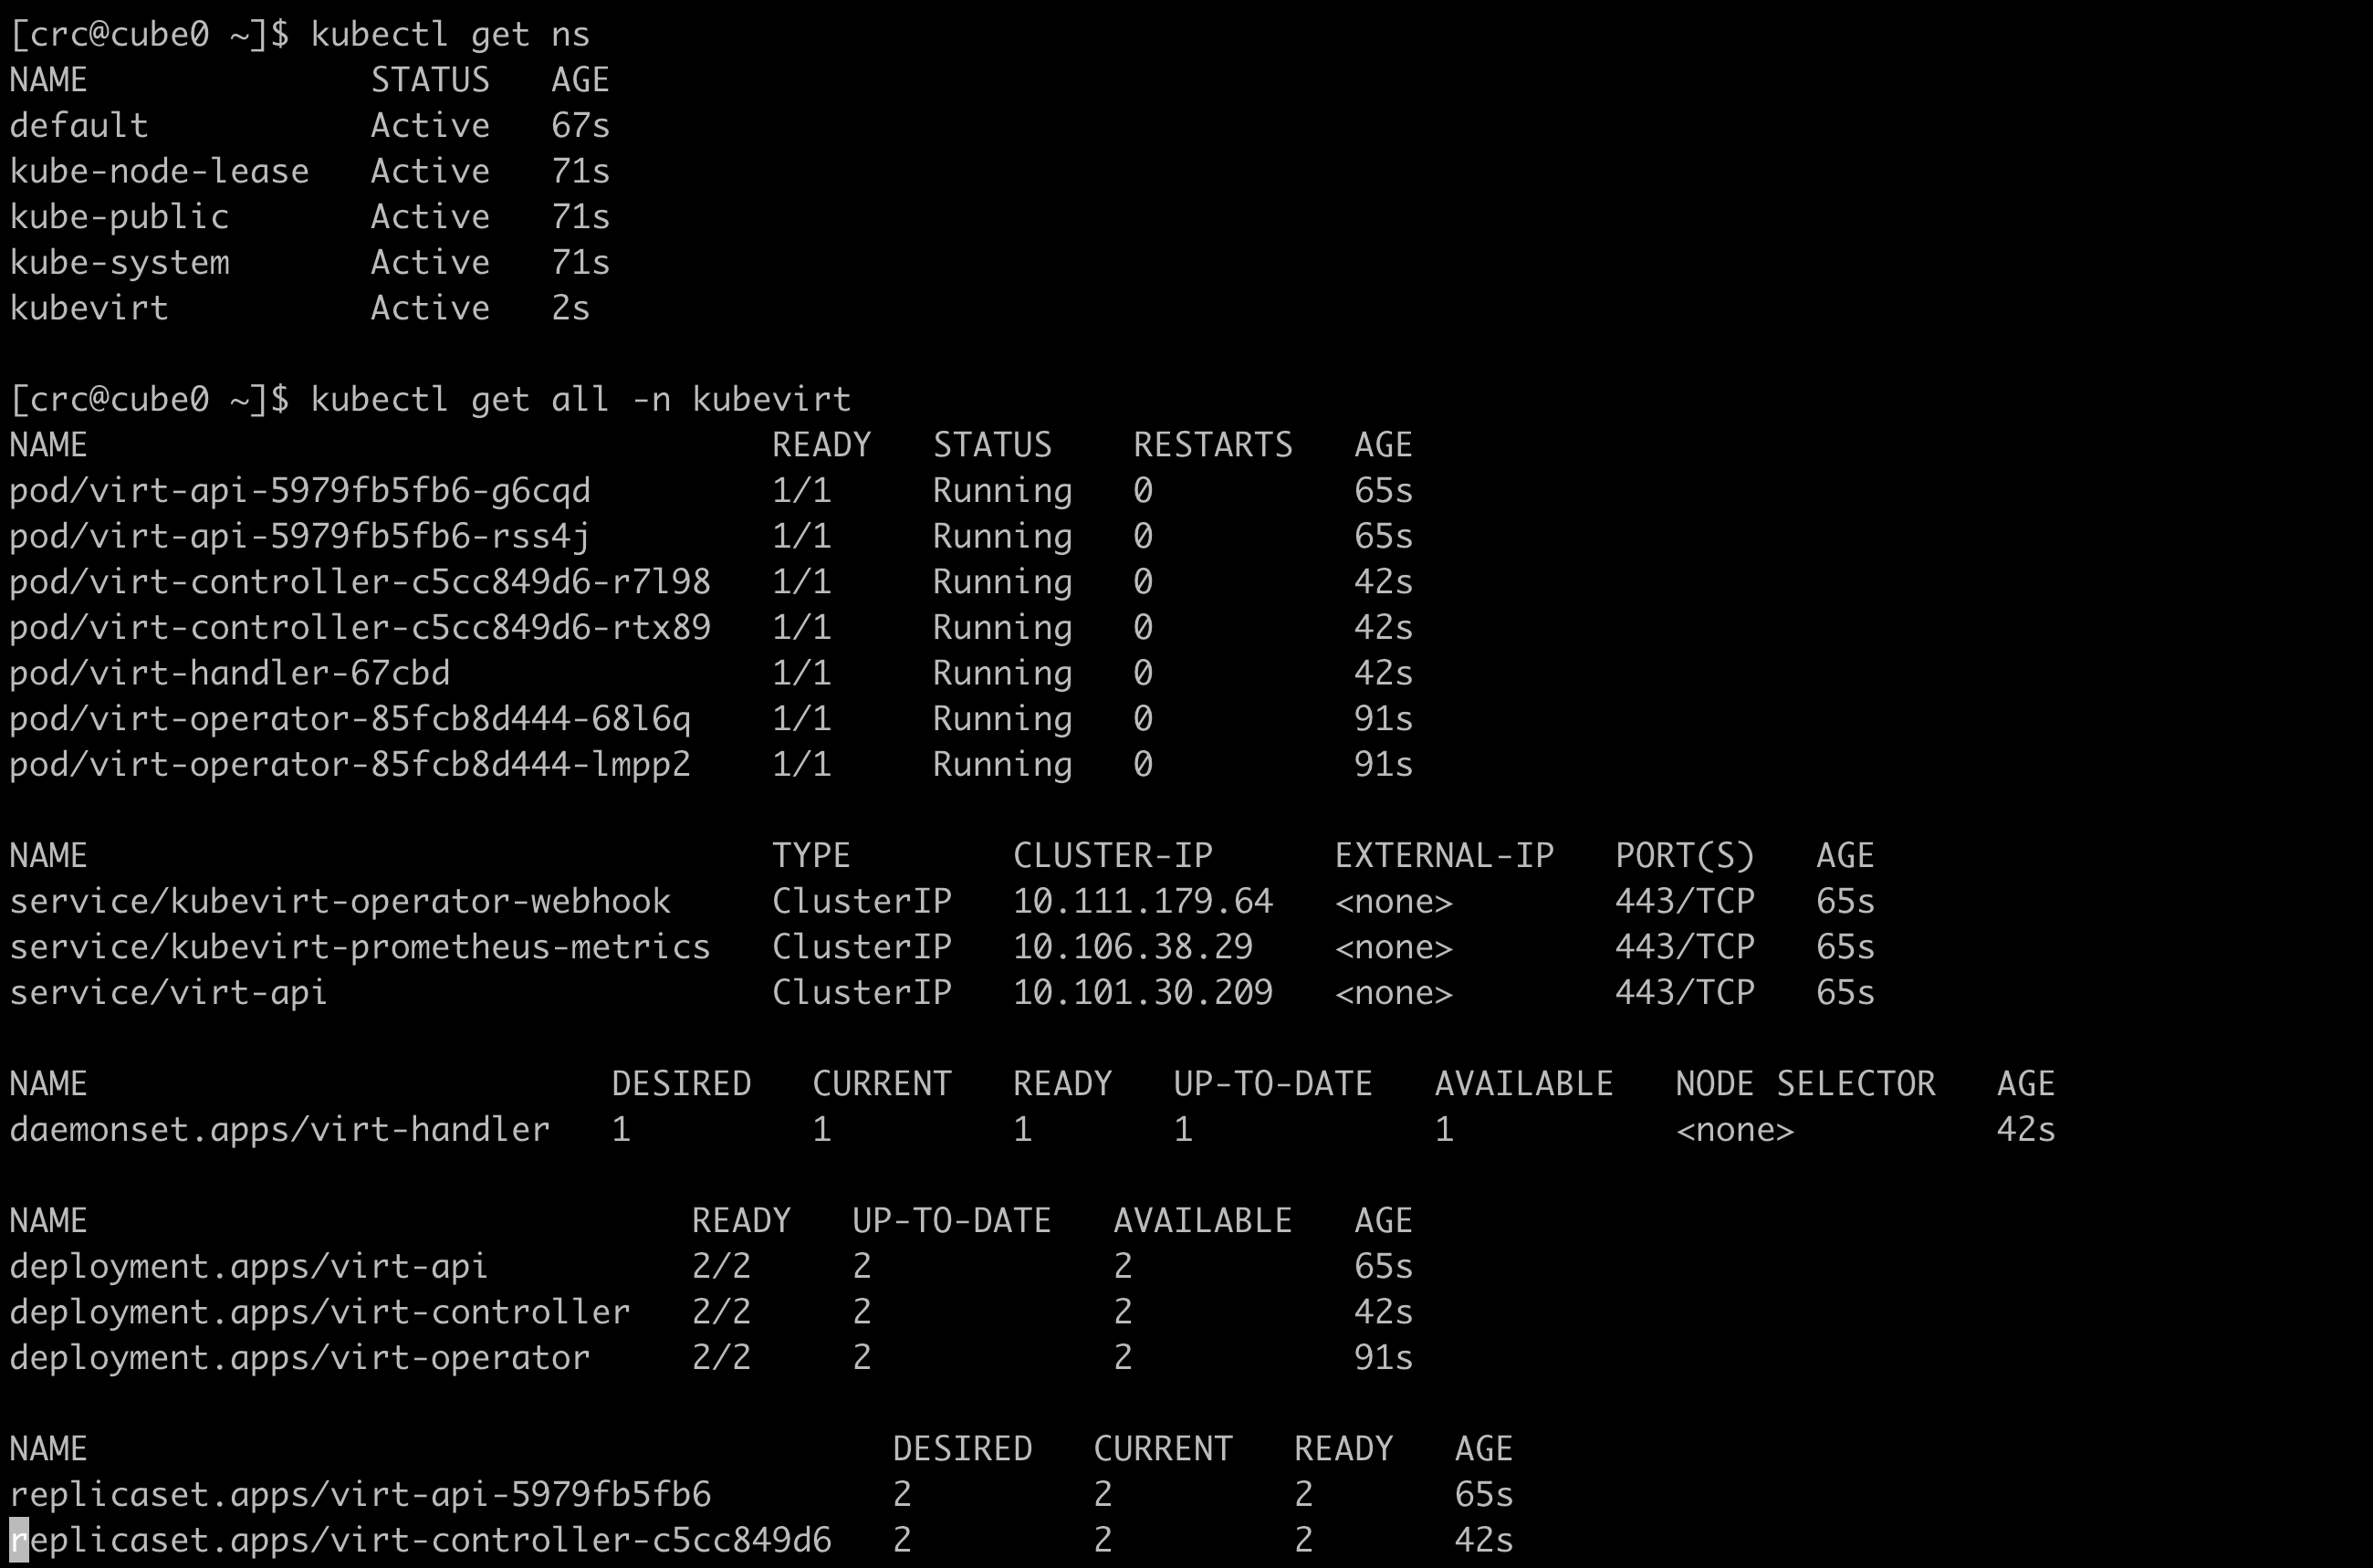 [crc@cube0 ~]$ kubectl get ns
NAME              STATUS   AGE
default           Active   67s
kube-node-lease   Active   71s
kube-public       Active   71s
kube-system       Active   71s
kubevirt          Active   2s
[crc@cube0 ~]$ kubectl get all -n kubevirt
NAME                                  READY   STATUS    RESTARTS   AGE
pod/virt-api-5979fb5fb6-g6cqd         1/1     Running   0          65s
pod/virt-api-5979fb5fb6-rss4j         1/1     Running   0          65s
pod/virt-controller-c5cc849d6-r7l98   1/1     Running   0          42s
pod/virt-controller-c5cc849d6-rtx89   1/1     Running   0          42s
pod/virt-handler-67cbd                1/1     Running   0          42s
pod/virt-operator-85fcb8d444-68l6q    1/1     Running   0          91s
pod/virt-operator-85fcb8d444-lmpp2    1/1     Running   0          91s
NAME                                  TYPE        CLUSTER-IP      EXTERNAL-IP   PORT(S)   AGE
service/kubevirt-operator-webhook     ClusterIP   10.111.179.64   <none>        443/TCP   65s
service/kubevirt-prometheus-metrics   ClusterIP   10.106.38.29    <none>        443/TCP   65s
service/virt-api                      ClusterIP   10.101.30.209   <none>        443/TCP   65s
NAME                          DESIRED   CURRENT   READY   UP-TO-DATE   AVAILABLE   NODE SELECTOR   AGE
daemonset.apps/virt-handler   1         1         1       1            1           <none>          42s
NAME                              READY   UP-TO-DATE   AVAILABLE   AGE
deployment.apps/virt-api          2/2     2            2           65s
deployment.apps/virt-controller   2/2     2            2           42s
deployment.apps/virt-operator     2/2     2            2           91s
NAME                                        DESIRED   CURRENT   READY   AGE
replicaset.apps/virt-api-5979fb5fb6         2         2         2       65s
replicaset.apps/virt-controller-c5cc849d6   2         2         2       42s